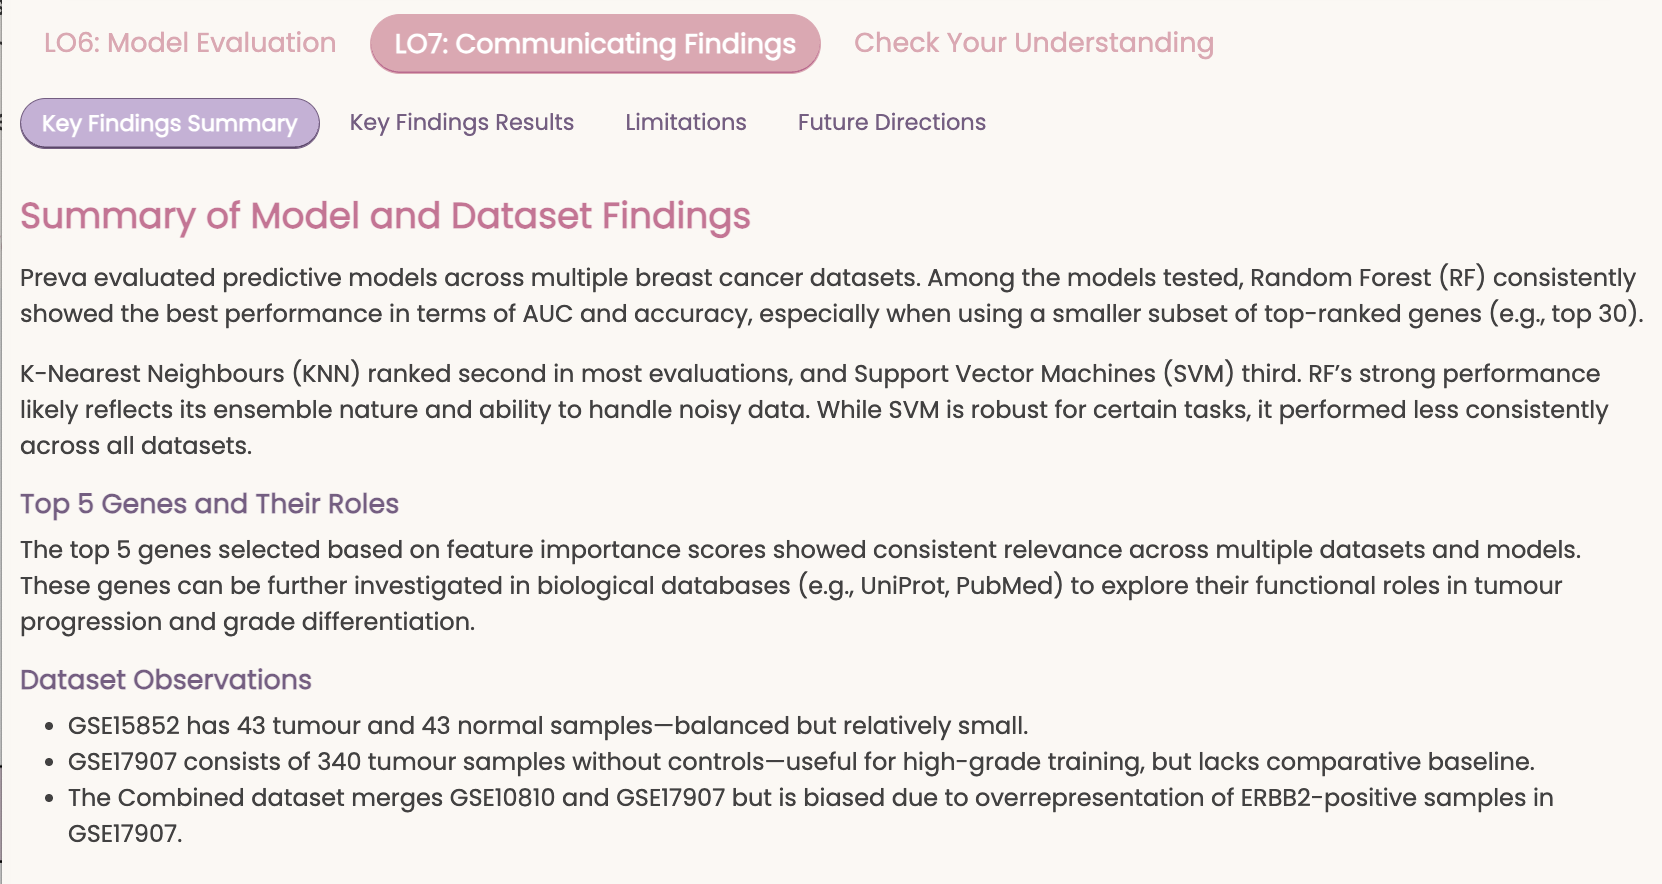 LO6: Model Evaluation LO7: Communicating Findings Check Your Understanding
Key Findings Summary Key Findings Results Limitations Future Directions
Summary of Model and Dataset Findings
Preva evaluated predictive models across multiple breast cancer datasets. Among the models tested, Random Forest (RF) consistently
showed the best performance in terms of AUC and accuracy, especially when using a smaller subset of top-ranked genes (e.g., top 30).
K-Nearest Neighbours (KNN) ranked second in most evaluations, and Support Vector Machines (SVM) third. RF’s strong performance
likely reflects its ensemble nature and ability to handle noisy data. While SVM is robust for certain tasks, it performed less consistently
across all datasets.
Top 5 Genes and Their Roles
The top 5 genes selected based on feature importance scores showed consistent relevance across multiple datasets and models.
These genes can be further investigated in biological databases (e.g., UniProt, PubMed) to explore their functional roles in tumour
progression and grade differentiation.
Dataset Observations
• GSE15852 has 43 tumour and 43 normal samples—balanced but relatively small.
• GSE17907 consists of 340 tumour samples without controls—useful for high-grade training, but lacks comparative baseline.
• The Combined dataset merges GSE10810 and GSE17907 but is biased due to overrepresentation of ERBB2-positive samples in
GSE17907.